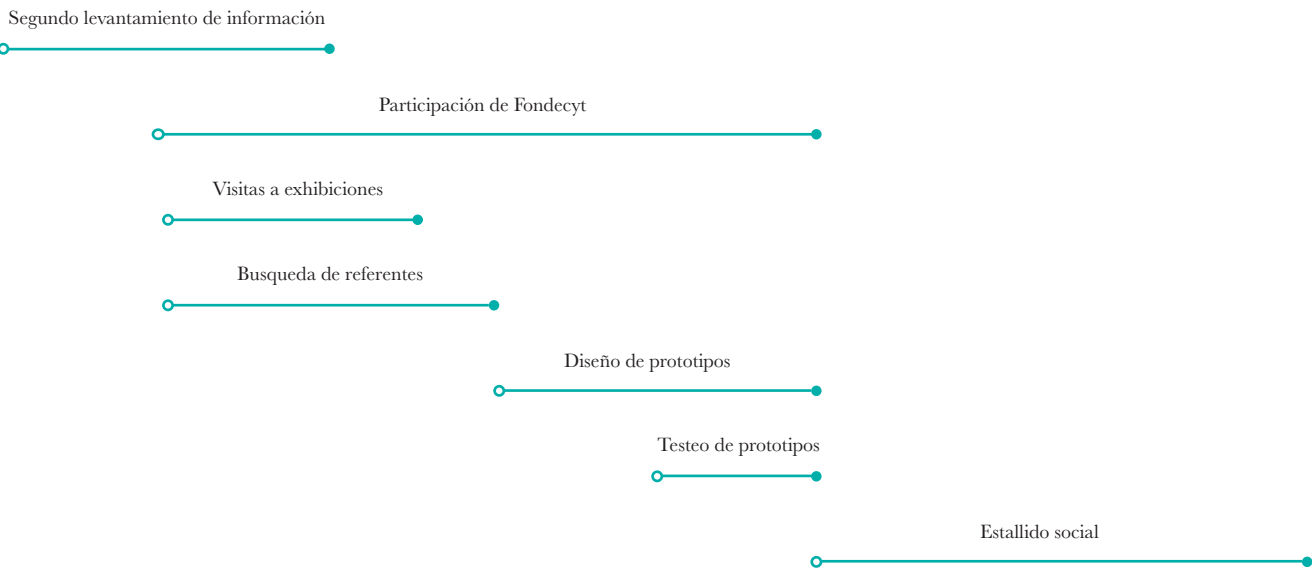 Segundo levantamiento de información
Participación de Fondecyt
Visitas a exhibiciones
Busqueda de referentes
Diseño de prototipos
Testeo de prototipos
Estallido social